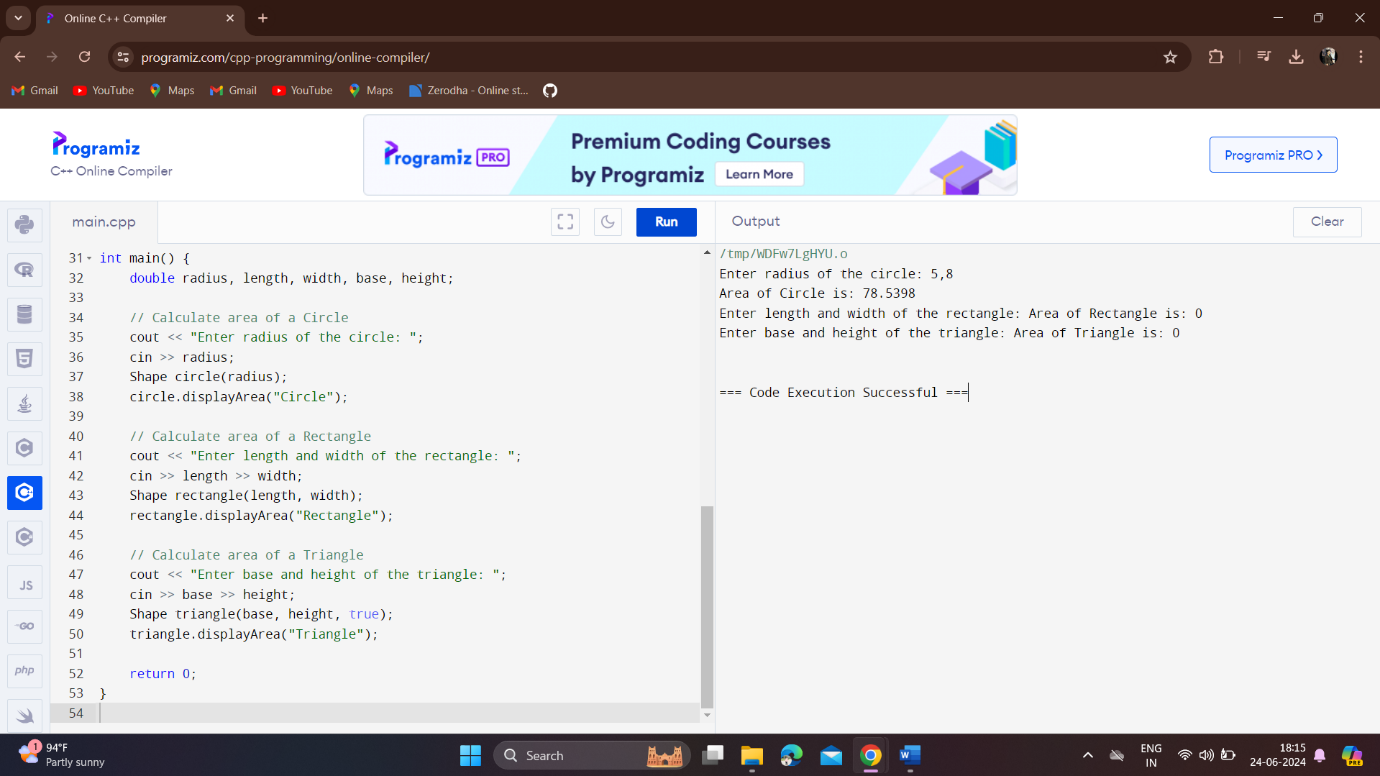 Online C++ Compiler
programiz.com/cpp-programming/online-compiler/
Gmail YouTube Maps Gmail YouTube Maps Zerodha - Online st...
Programiz
C++ Online Compiler
Programiz PRO
Premium Coding Courses
by Programiz Learn More
Programiz PRO
main.cpp
Run
Output
Clear
31 int main() {
32 double radius, length, width, base, height;
33
34 // Calculate area of a Circle
35 cout << "Enter radius of the circle: ";
36 cin >> radius;
37 Shape circle(radius);
38 circle.displayArea("Circle");
39
40 // Calculate area of a Rectangle
41 cout << "Enter length and width of the rectangle: ";
42 cin >> length >> width;
43 Shape rectangle(length, width);
44 rectangle.displayArea("Rectangle");
45
46 // Calculate area of a Triangle
47 cout << "Enter base and height of the triangle: ";
48 cin >> base >> height;
49 Shape triangle(base, height, true);
50 triangle.displayArea("Triangle");
51
52 return 0;
53 }
54
/tmp/WDFw7LgHYU.o
Enter radius of the circle: 5,8
Area of Circle is: 78.5398
Enter length and width of the rectangle: Area of Rectangle is: 0
Enter base and height of the triangle: Area of Triangle is: 0
=== Code Execution Successful ===
R
5
C
C
JS
GO
php
1
94°F
Partly sunny
Search
W
ENG
IN
18:15
24-06-2024
PRE